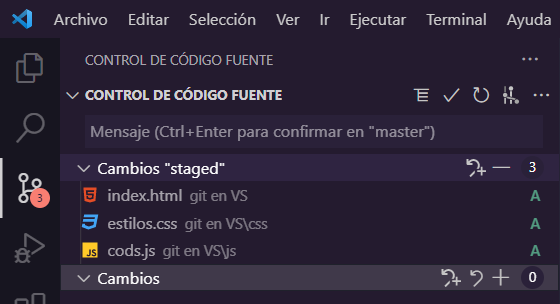 Archivo Editar Selección Ver Ir Ejecutar Terminal Ayuda
CONTROL DE CÓDIGO FUENTE
CONTROL DE CÓDIGO FUENTE
Mensaje (Ctrl+Enter para confirmar en "master")
Cambios "staged" 3
index.html git en VS A
estilos.css git en VS\css A
JS cods.js git en VS\js A
Cambios 0
3